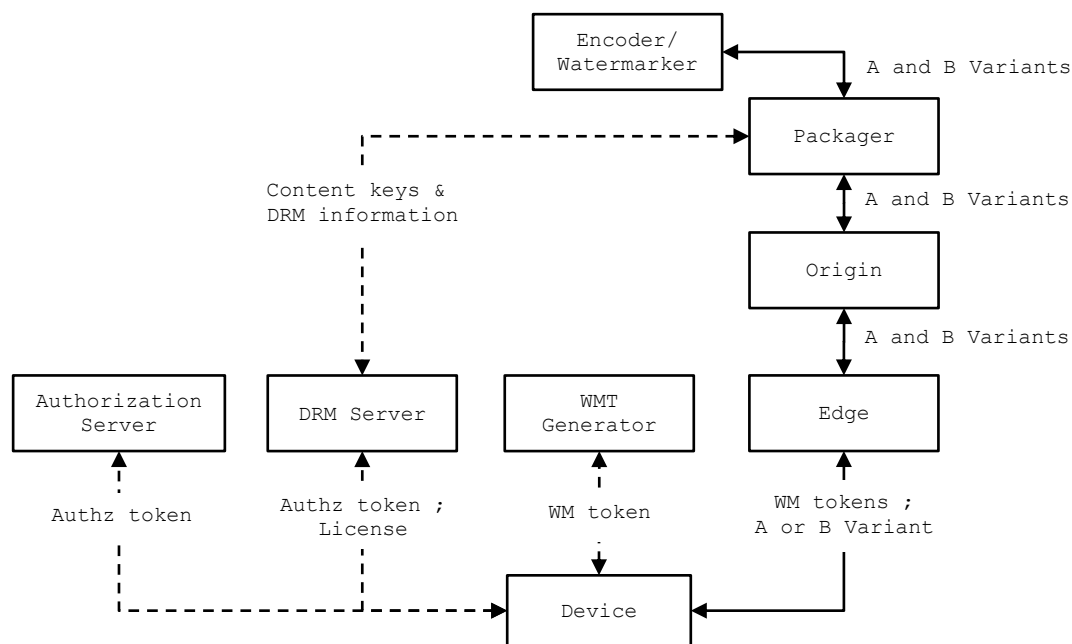 Encoder/
Watermarker
A and B Variants
Packager
Content keys &
DRM information
A and B Variants
Origin
A and B Variants
Authorization
Server
DRM Server
WMT
Generator
Edge
Authz token
Authz token ;
License
WM token
WM tokens ;
A or B Variant
Device